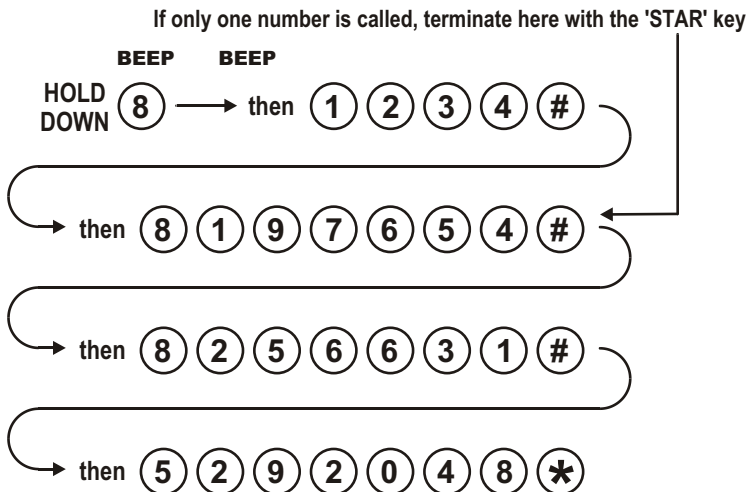 If only one number is called, terminate here with the 'STAR' key
BEEP BEEP
HOLD DOWN 8 then 1 2 3 4 #
then 8 1 9 7 6 5 4 #
then 8 2 5 6 6 3 1 #
then 5 2 9 2 0 4 8 *